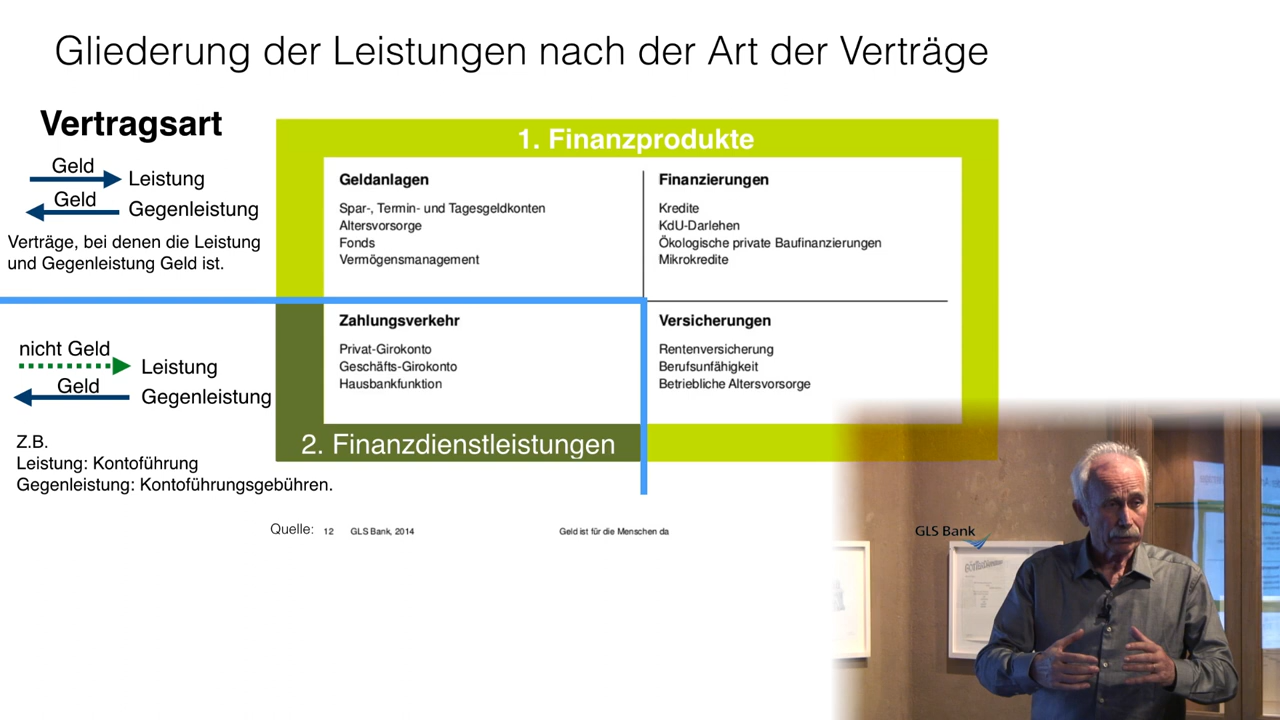 Gliederung der Leistungen nach der Art der Verträge
Vertragsart
Geld
Leistung
Geld
Gegenleistung
Verträge, bei denen die Leistung
und Gegenleistung Geld ist.
nicht Geld
Leistung
Geld
Gegenleistung
Z.B.
Leistung: Kontoführung
Gegenleistung: Kontoführungsgebühren.
1. Finanzprodukte
Geldanlagen
Spar-, Termin- und Tagesgeldkonten
Altersvorsorge
Fonds
Vermögensmanagement
Finanzierungen
Kredite
KdU-Darlehen
Ökologische private Baufinanzierungen
Mikrokredite
Zahlungsverkehr
Privat-Girokonto
Geschäfts-Girokonto
Hausbankfunktion
Versicherungen
Rentenversicherung
Berufsunfähigkeit
Betriebliche Altersvorsorge
2. Finanzdienstleistungen
Quelle: 12 GLS Bank, 2014 Geld ist für die Menschen da
GLS Bank